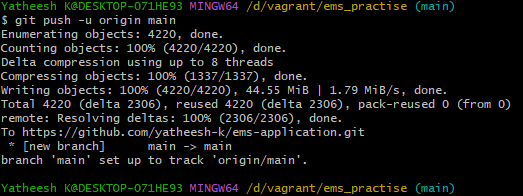 Yatheesh K@DESKTOP-071HE93 MINGW64 /d/vagrant/ems_practise (main)
$ git push -u origin main
Enumerating objects: 4220, done.
Counting objects: 100% (4220/4220), done.
Delta compression using up to 8 threads
Compressing objects: 100% (1337/1337), done.
Writing objects: 100% (4220/4220), 44.55 MiB | 1.79 MiB/s, done.
Total 4220 (delta 2306), reused 4220 (delta 2306), pack-reused 0 (from 0)
remote: Resolving deltas: 100% (2306/2306), done.
To https://github.com/yatheesh-k/ems-application.git
 * [new branch]      main -> main
branch 'main' set up to track 'origin/main'.
Yatheesh K@DESKTOP-071HE93 MINGW64 /d/vagrant/ems_practise (main)